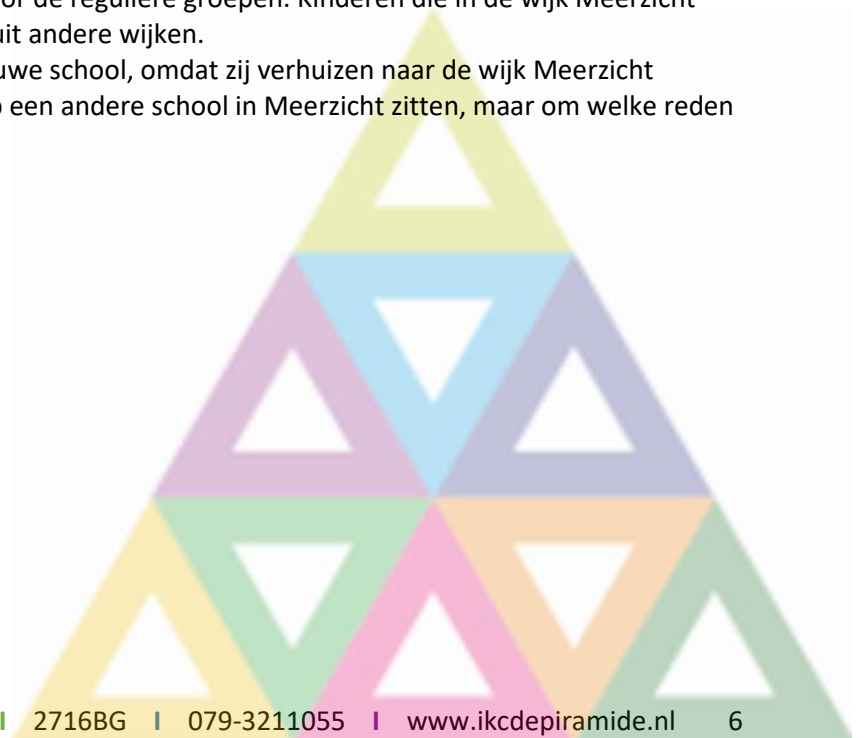 or de reguliere groepen. Kinderen die in de wijk Meerzicht
uit andere wijken.
uwe school, omdat zij verhuizen naar de wijk Meerzicht
een andere school in Meerzicht zitten, maar om welke reden
I 2716BG I 079-3211055 I www.ikcdepiramide.nl 6